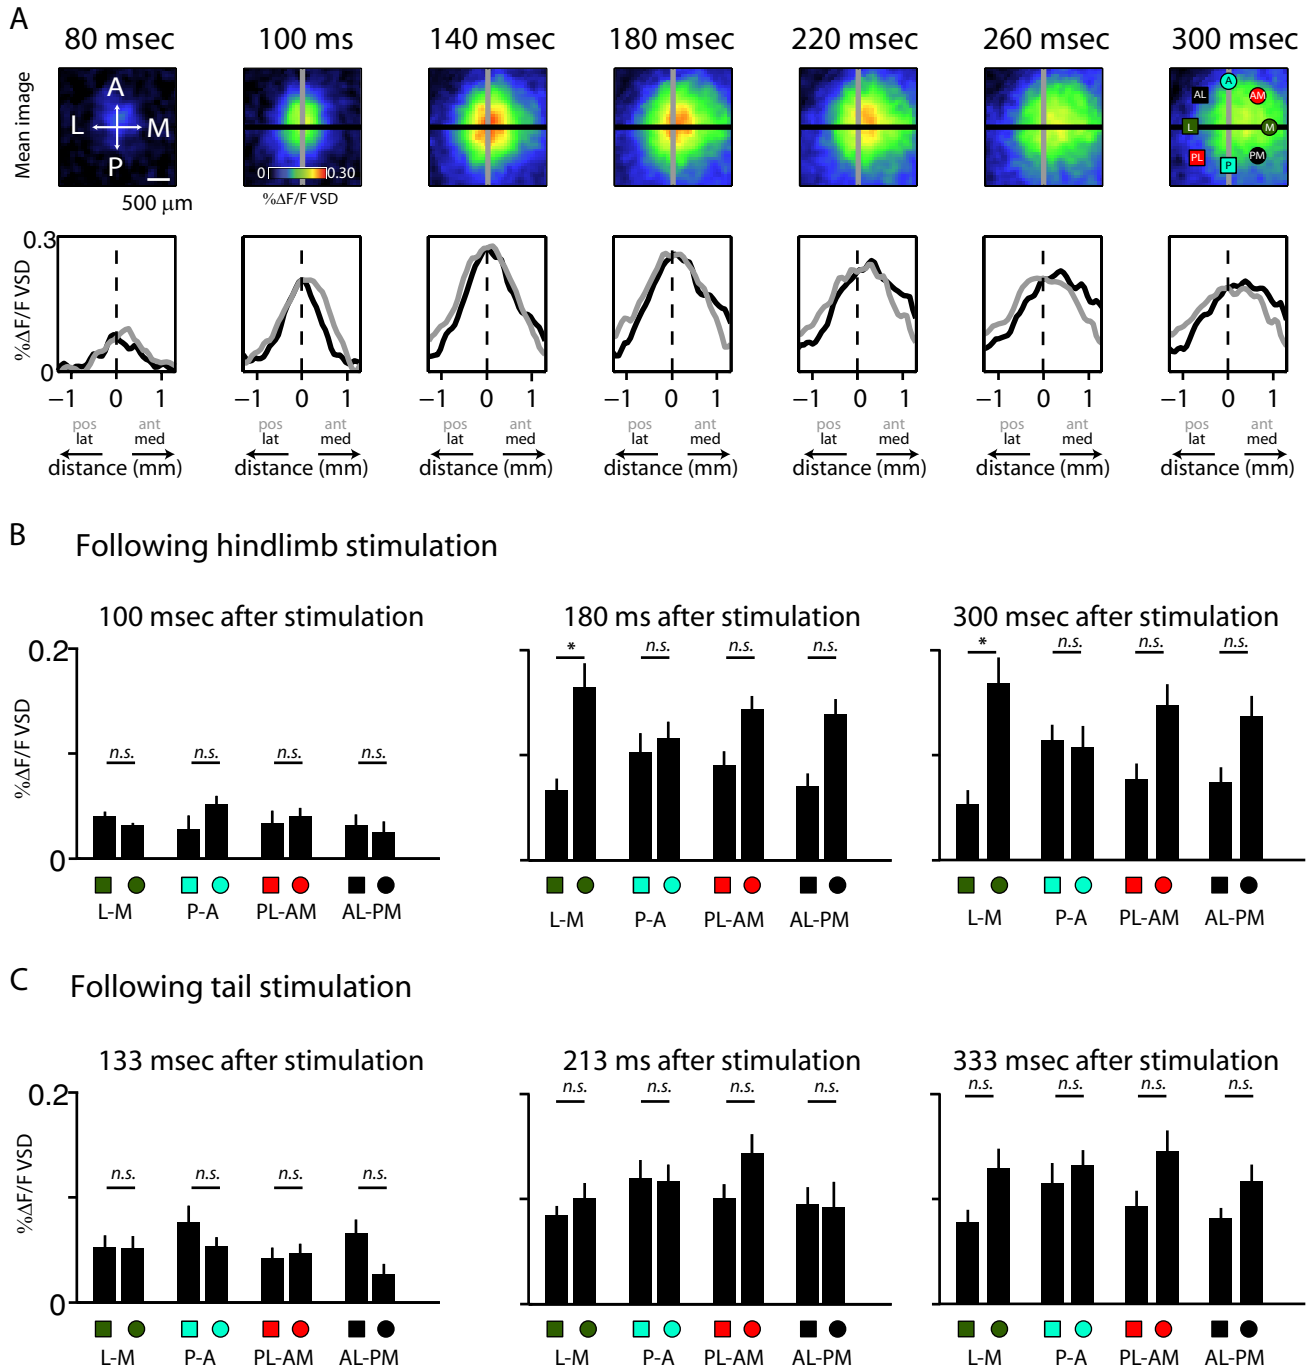 A
80 msec 100 ms 140 msec 180 msec 220 msec 260 msec 300 msec
Mean image
A
L M
P
500 µm
0 0.30
%ΔF/F VSD
A
AL AM
L M
PL PM
P
%ΔF/F VSD
0.3
0
−1 0 1 −1 0 1 −1 0 1 −1 0 1 −1 0 1 −1 0 1 −1 0 1
pos ant pos ant pos ant pos ant pos ant pos ant pos ant
lat med lat med lat med lat med lat med lat med lat med
distance (mm) distance (mm) distance (mm) distance (mm) distance (mm) distance (mm) distance (mm)
B Following hindlimb stimulation
100 msec after stimulation 180 ms after stimulation 300 msec after stimulation
%ΔF/F VSD
0.2
0
n.s. n.s. n.s. n.s.
* n.s. n.s. n.s.
* n.s. n.s. n.s.
L-M P-A PL-AM AL-PM L-M P-A PL-AM AL-PM L-M P-A PL-AM AL-PM
C Following tail stimulation
133 msec after stimulation 213 ms after stimulation 333 msec after stimulation
%ΔF/F VSD
0.2
0
n.s. n.s. n.s. n.s.
n.s. n.s. n.s. n.s.
n.s. n.s. n.s. n.s.
L-M P-A PL-AM AL-PM L-M P-A PL-AM AL-PM L-M P-A PL-AM AL-PM